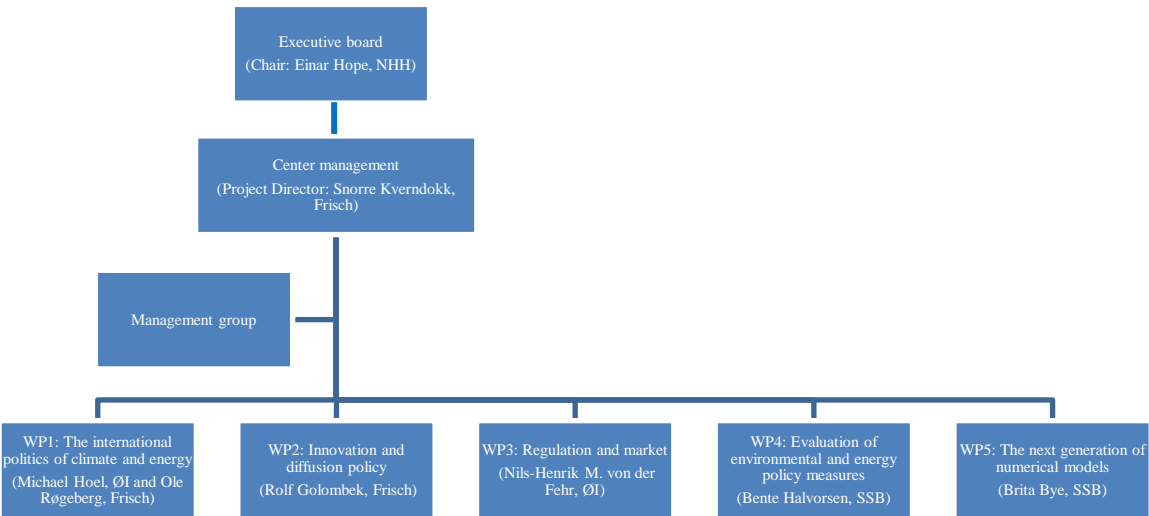 Executive board
(Chair: Einar Hope, NHH)
Center management
(Project Director: Snorre Kverndokk,
Frisch)
Management group
WP1: The international
politics of climate and energy
(Michael Hoel, ØI and Ole
Røgeberg, Frisch)
WP2: Innovation and
diffusion policy
(Rolf Golombek, Frisch)
WP3: Regulation and market
(Nils-Henrik M. von der
Fehr, ØI)
WP4: Evaluation of
environmental and energy
policy measures
(Bente Halvorsen, SSB)
WP5: The next generation of
numerical models
(Brita Bye, SSB)